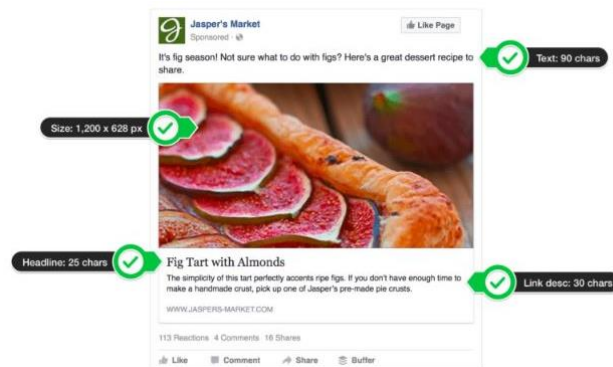 Jasper's Market
Like Page
Sponsored ·
It's fig season! Not sure what to do with figs? Here's a great dessert recipe to
share.
Text: 90 chars
Size: 1,200 x 628 px
Fig Tart with Almonds
Headline: 25 chars
The simplicity of this tart perfectly accents ripe figs. If you don't have enough time to
make a handmade crust, pick up one of Jasper's pre-made pie crusts.
Link desc: 30 chars
WWW.JASPERS-MARKET.COM
113 Reactions 4 Comments 16 Shares
Like Comment Share Buffer